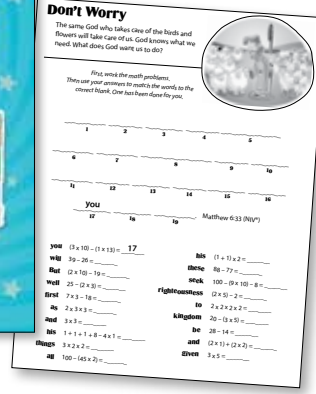 Don't Worry
The same God who takes care of the birds and
flowers will take care of us. God knows what we
need. What does God want us to do?
First, work the math problems.
Then use your answers to match the words to the
correct blank. One has been done for you.
1 2 3 4 5
6 7 8 9 10
11 12 13 14 15 16
you
17 18 19 Matthew 6:33 (NIV®)
you (3 x 10) – (1 x 13) = 17
will 39 – 26 =
But (2 x 10) – 19 =
well 25 – (2 x 3) =
first 7 x 3 – 18 =
as 2 x 3 x 3 =
and 3 x 3 =
his 1 + 1 + 1 + 8 – 4 x 1 =
things 3 x 2 x 2 =
all 100 – (45 x 2) =
his (1 + 1) x 2 =
these 88 – 77 =
seek 100 – (9 x 10) – 8 =
righteousness (2 x 5) – 2 =
to 2 x 2 x 2 x 2 =
kingdom 20 – (3 x 5) =
be 28 – 14 =
and (2 x 1) + (2 x 2) =
given 3 x 5 =